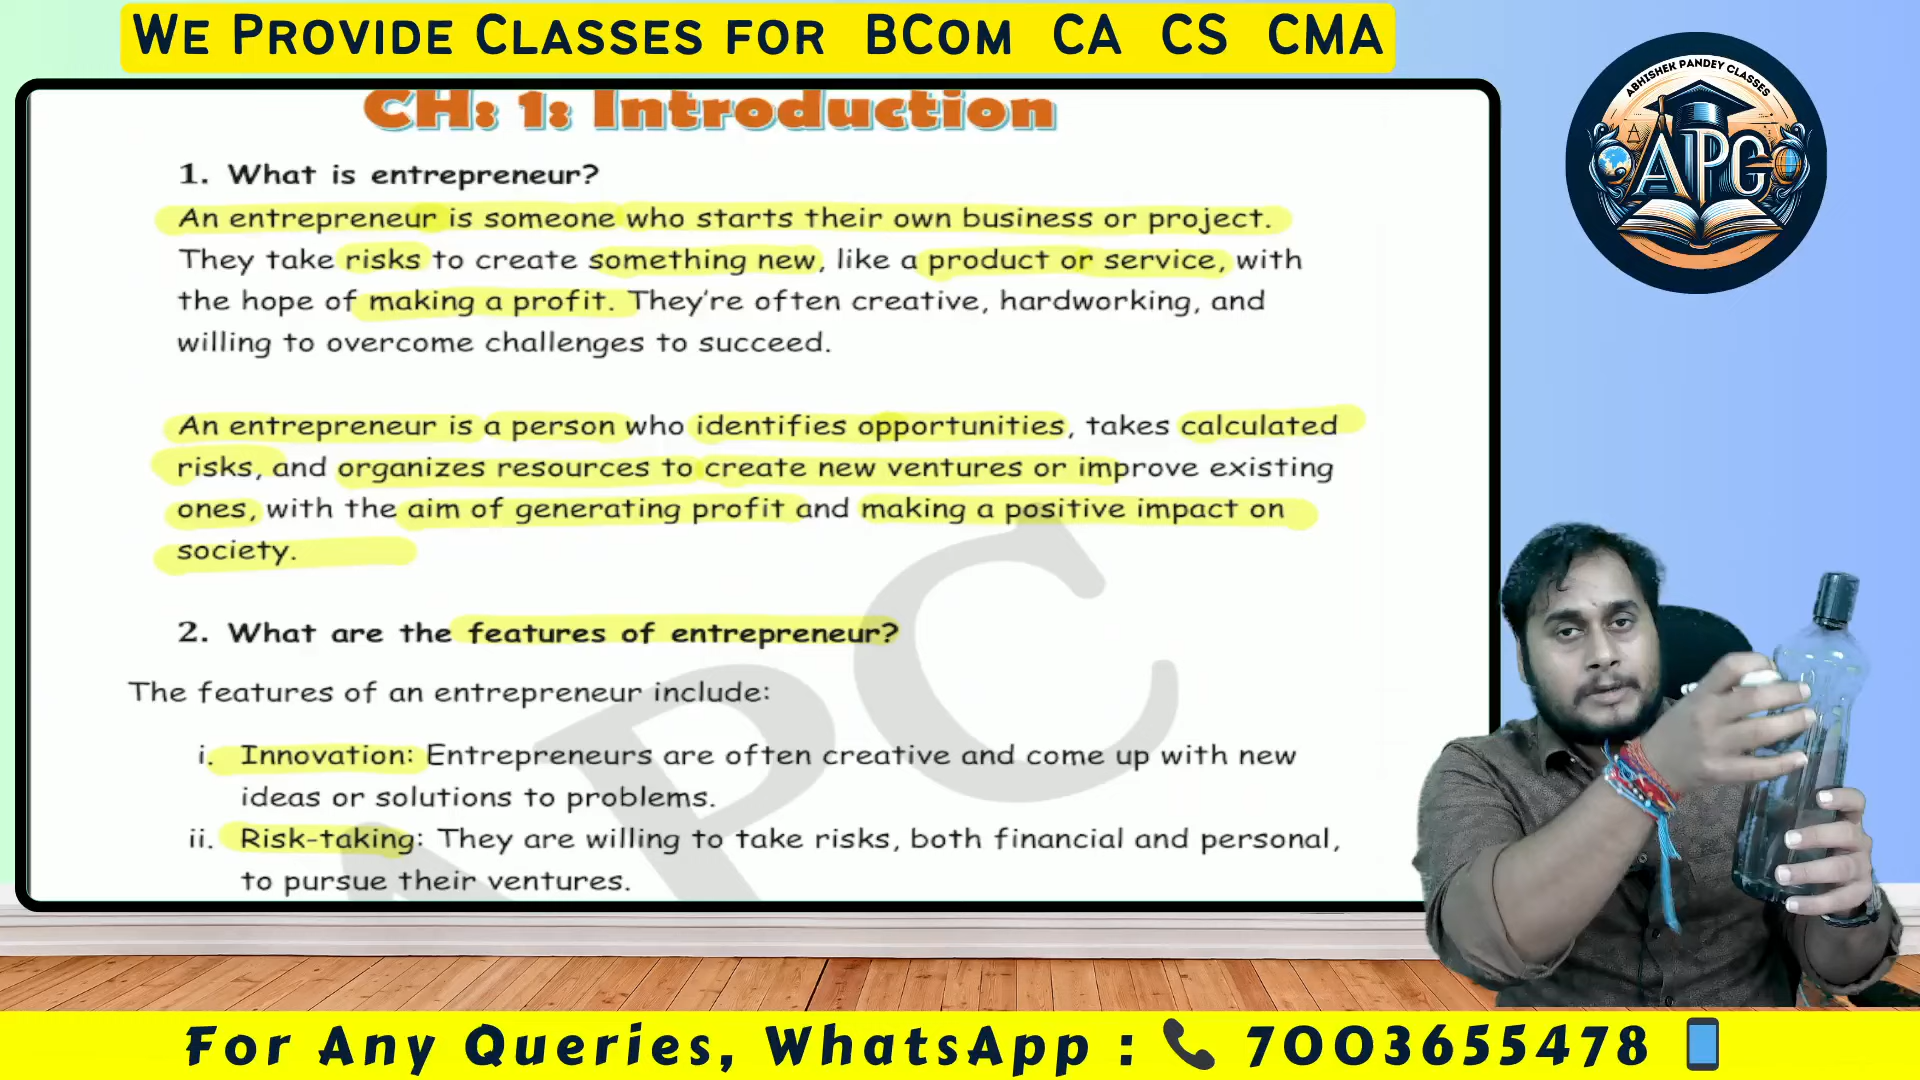 We Provide Classes for BCom CA CS CMA
ABHISHEK PANDEY CLASSES
APC
CH: 1: Introduction
1. What is entrepreneur?
An entrepreneur is someone who starts their own business or project.
They take risks to create something new, like a product or service, with
the hope of making a profit. They're often creative, hardworking, and
willing to overcome challenges to succeed.
An entrepreneur is a person who identifies opportunities, takes calculated
risks, and organizes resources to create new ventures or improve existing
ones, with the aim of generating profit and making a positive impact on
society.
2. What are the features of entrepreneur?
The features of an entrepreneur include:
i. Innovation: Entrepreneurs are often creative and come up with new
ideas or solutions to problems.
ii. Risk-taking: They are willing to take risks, both financial and personal,
to pursue their ventures.
APC
For Any Queries, WhatsApp : 7003655478